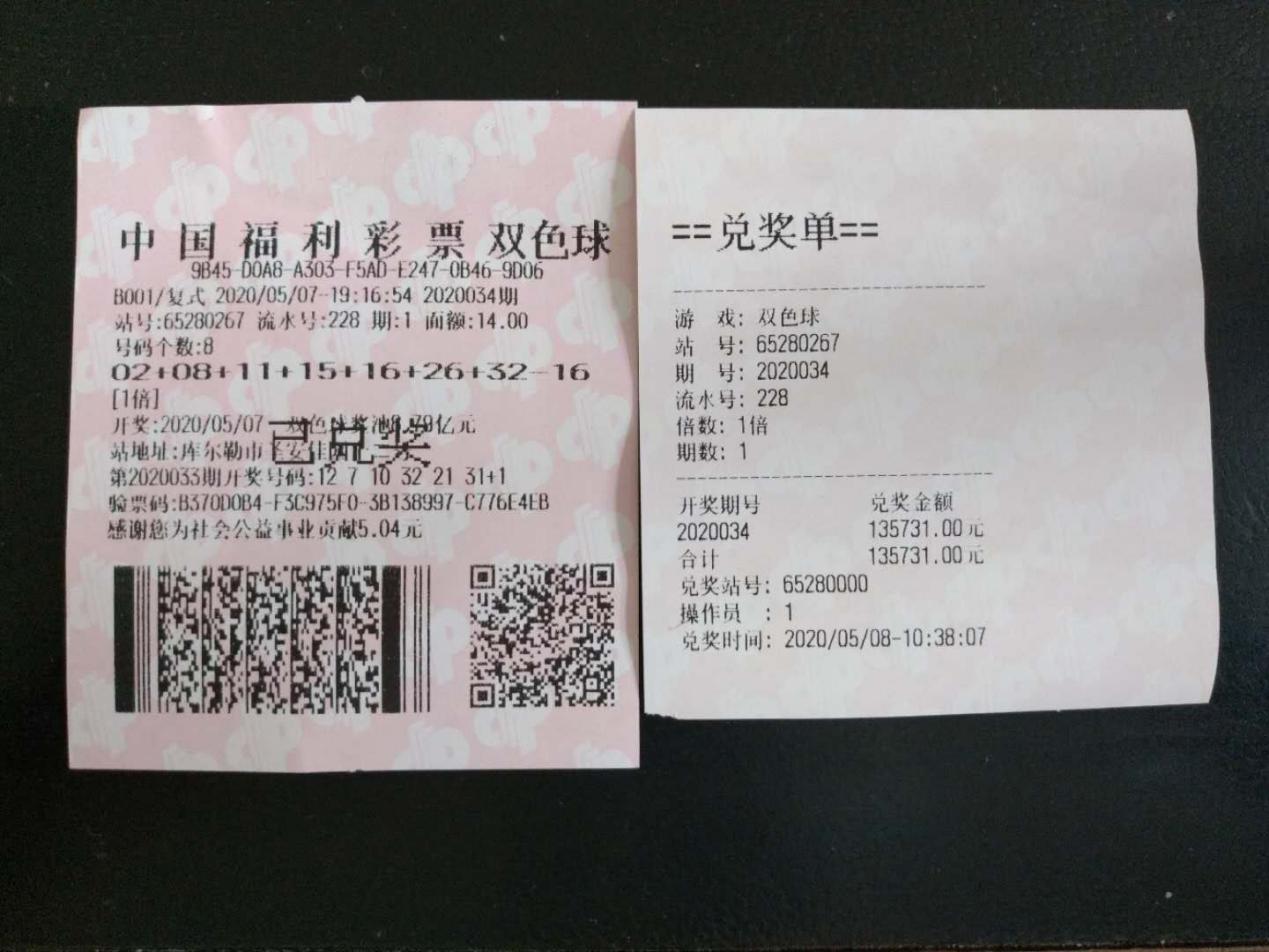 中国福利彩票 双色球
9B45-D0A8-A303-F5AD-E247-0B46-9D06
B001/复式 2020/05/07-19:16:54 2020034期
站号:65280267 流水号:228 期:1 面额:14.00
号码个数:8
02+08+11+15+16+26+32-16
[1倍]
开奖:2020/05/07 双色球奖池 亿元
已兑奖
站地址:库尔勒市
第2020033期开奖号码:12 7 10 32 21 31+1
验票码:B370D0B4-F3C975F0-3B138997-C776E4EB
感谢您为社会公益事业贡献5.04元
==兑奖单==
游 戏: 双色球
站 号: 65280267
期 号: 2020034
流水号: 228
倍数: 1倍
期数: 1
开奖期号 兑奖金额
2020034 135731.00元
合计 135731.00元
兑奖站号: 65280000
操作员 : 1
兑奖时间: 2020/05/08-10:38:07